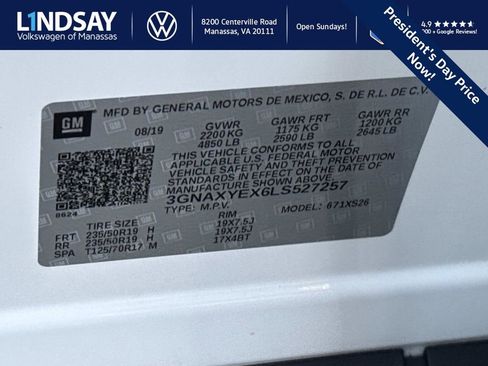 LINDSAY
Volkswagen of Manassas
8200 Centerville Road
Manassas, VA 20111
Open Sundays!
4.9
Google Reviews!
President's Day Price
Now!
GM
MFD BY GENERAL MOTORS DE MEXICO, S. DE R.L. DE C.V.
08/19
GVWR GAWR FRT GAWR RR
2200 KG 1175 KG 1200 KG
4850 LB 2590 LB 2645 LB
THIS VEHICLE CONFORMS TO ALL
APPLICABLE U.S. FEDERAL MOTOR
VEHICLE SAFETY AND THEFT PREVENTION
STANDARDS IN EFFECT ON THE DATE OF
MANUFACTURE SHOWN ABOVE.
3GNAXYEX6LS527257
8624
TYPE: M.P.V. MODEL: 671XS26
TIRE SIZE RIM
FRT 235/50R19 H 19X7.5J
RR 235/50R19 H 19X7.5J
SPA T125/70R17 M 17X4BT